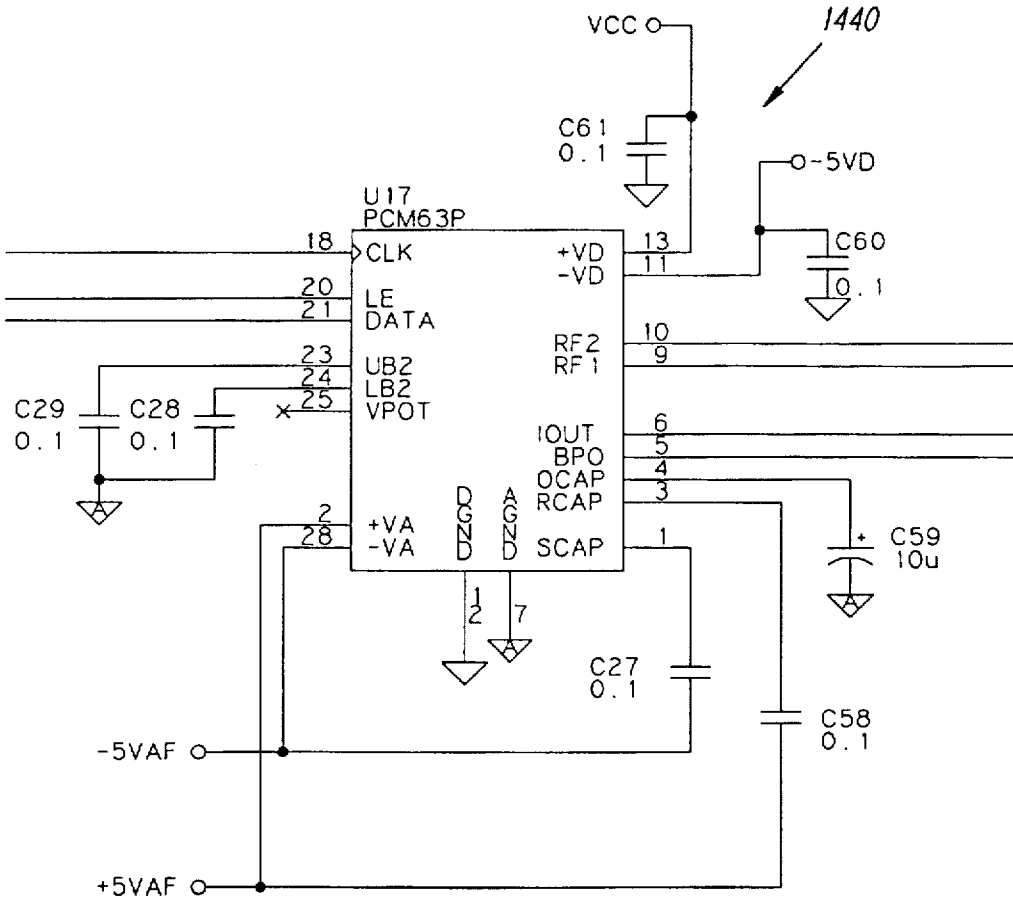 VCC
1440
C61
0.1
-5VD
U17
PCM63P
18 CLK
+VD 13
-VD 11
C60
0.1
20 LE
21 DATA
RF2 10
RF1 9
23 UB2
24 LB2
25 VPOT
C29
0.1
C28
0.1
IOUT 6
BPO 5
OCAP 4
RCAP 3
A
DGND
AGND
2 +VA
28 -VA
SCAP 1
+
C59
10u
A
12
7
A
C27
0.1
C58
0.1
-5VAF
+5VAF